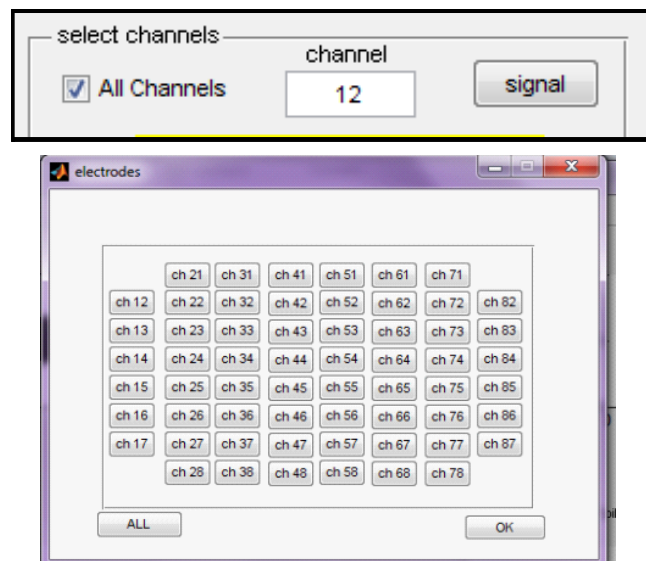 select channels
channel
All Channels 12 signal
electrodes
ch 21 ch 31 ch 41 ch 51 ch 61 ch 71
ch 12 ch 22 ch 32 ch 42 ch 52 ch 62 ch 72 ch 82
ch 13 ch 23 ch 33 ch 43 ch 53 ch 63 ch 73 ch 83
ch 14 ch 24 ch 34 ch 44 ch 54 ch 64 ch 74 ch 84
ch 15 ch 25 ch 35 ch 45 ch 55 ch 65 ch 75 ch 85
ch 16 ch 26 ch 36 ch 46 ch 56 ch 66 ch 76 ch 86
ch 17 ch 27 ch 37 ch 47 ch 57 ch 67 ch 77 ch 87
ch 28 ch 38 ch 48 ch 58 ch 68 ch 78
ALL OK